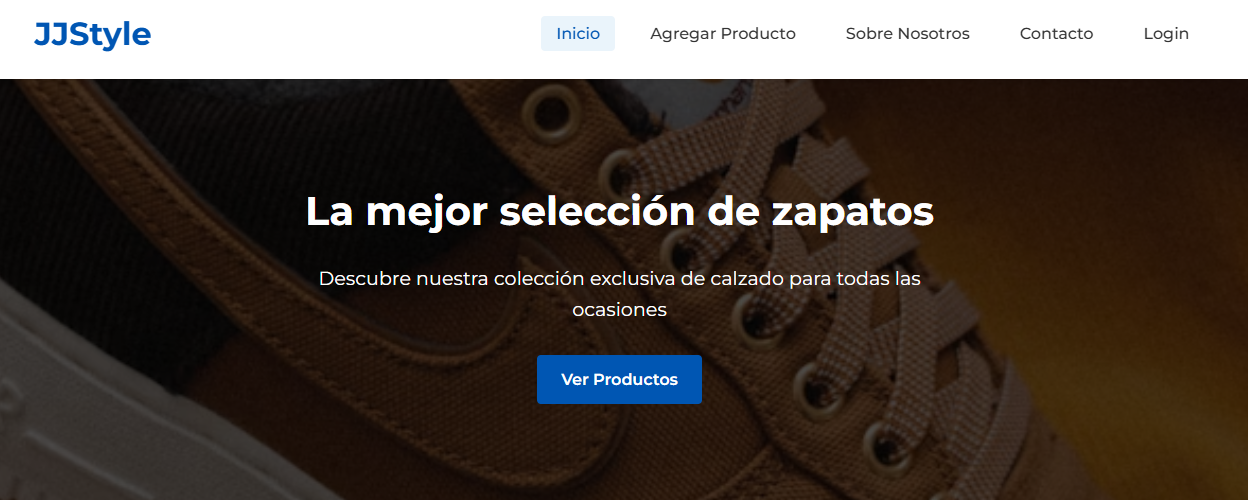 JJStyle
Inicio Agregar Producto Sobre Nosotros Contacto Login
La mejor selección de zapatos
Descubre nuestra colección exclusiva de calzado para todas las
ocasiones
Ver Productos